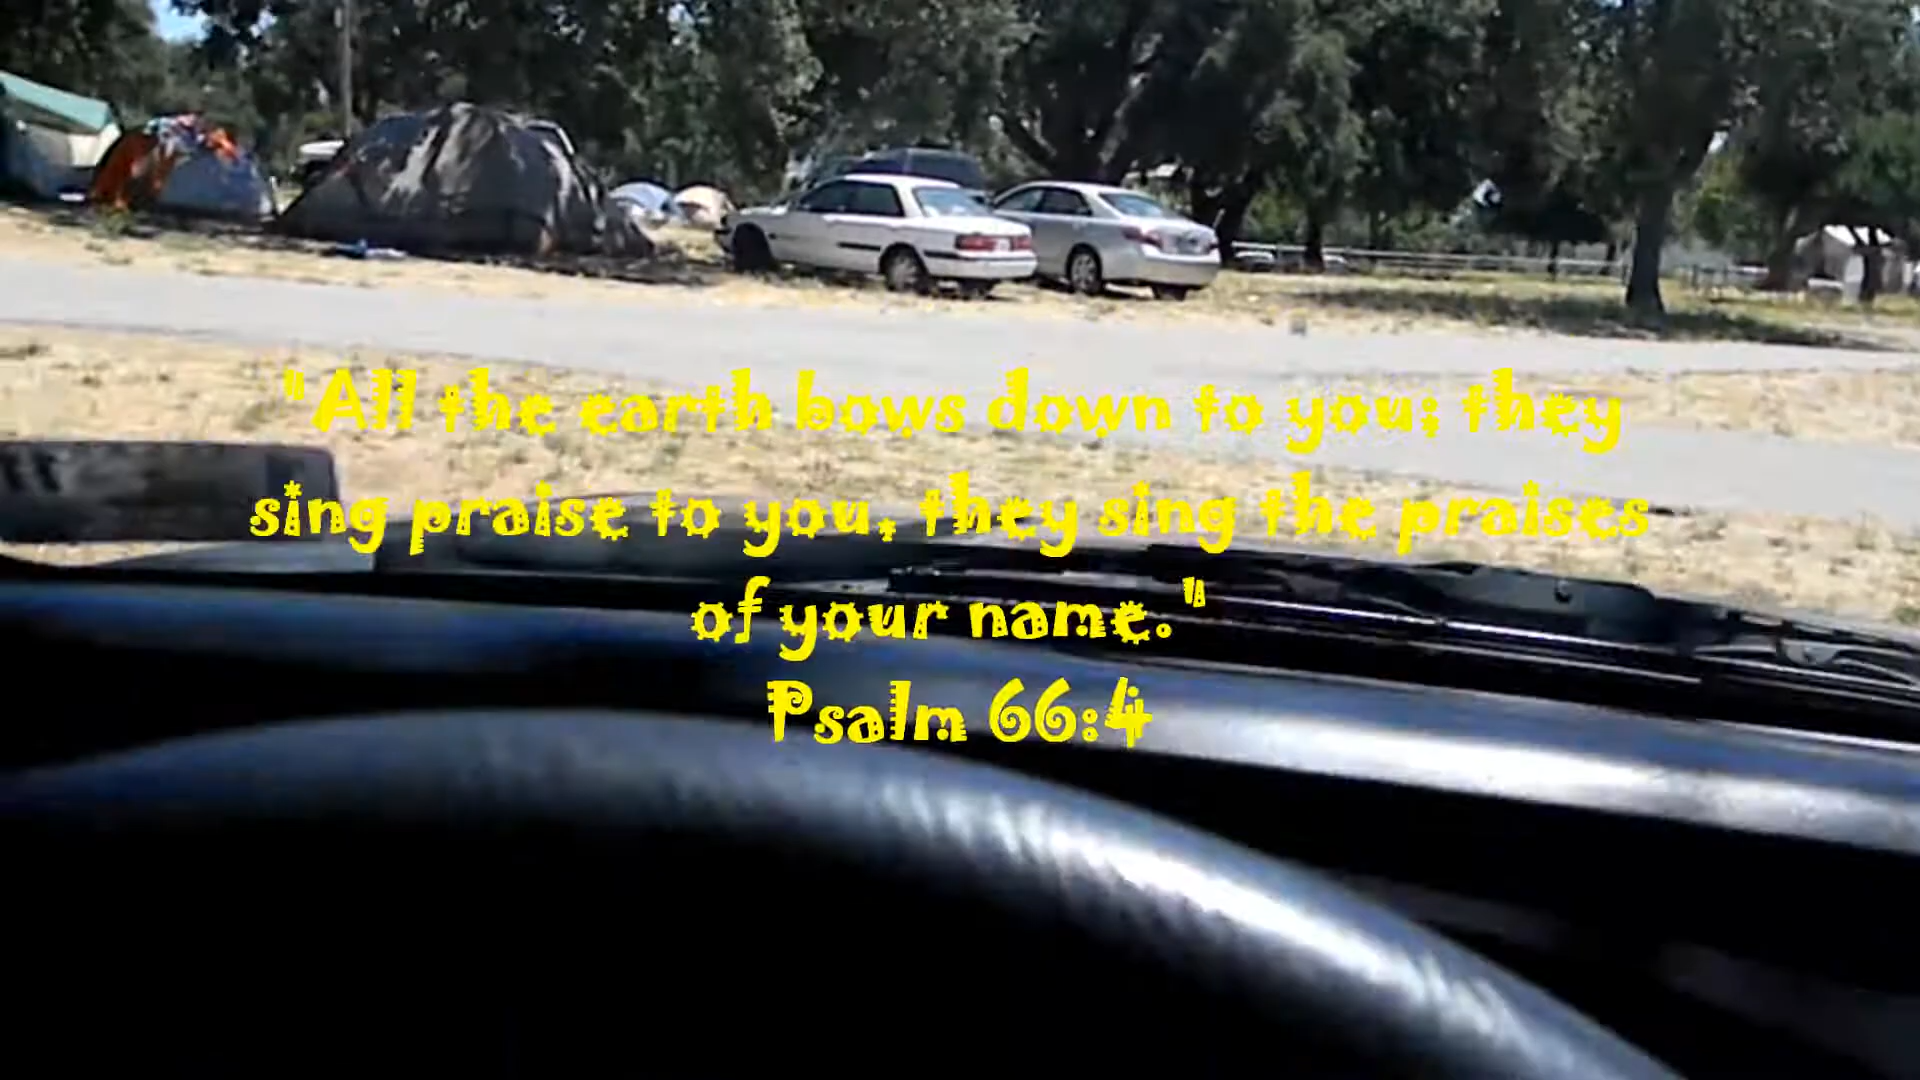 "All the earth bows down to you; they
sing praise to you, they sing the praises
of your name."
Psalm 66:4